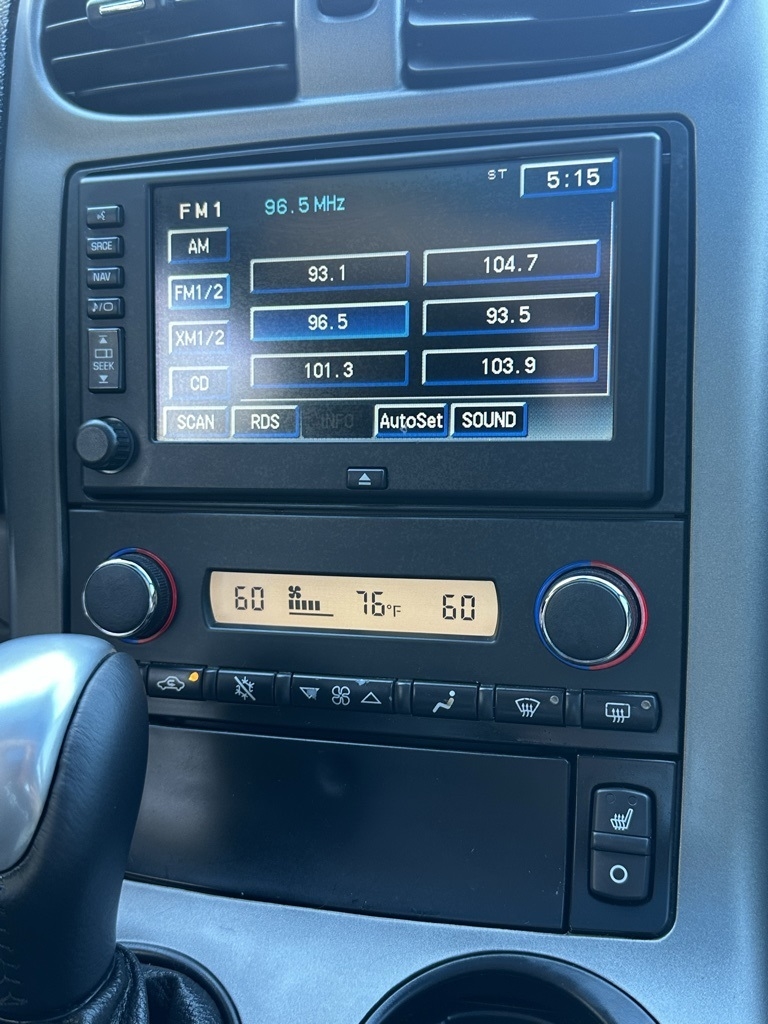 ST 5:15
FM1 96.5 MHz
AM
FM1/2
XM1/2
CD
93.1 104.7
96.5 93.5
101.3 103.9
SCAN RDS INFO AutoSet SOUND
SRCE
NAV
SEEK
60 76°F 60